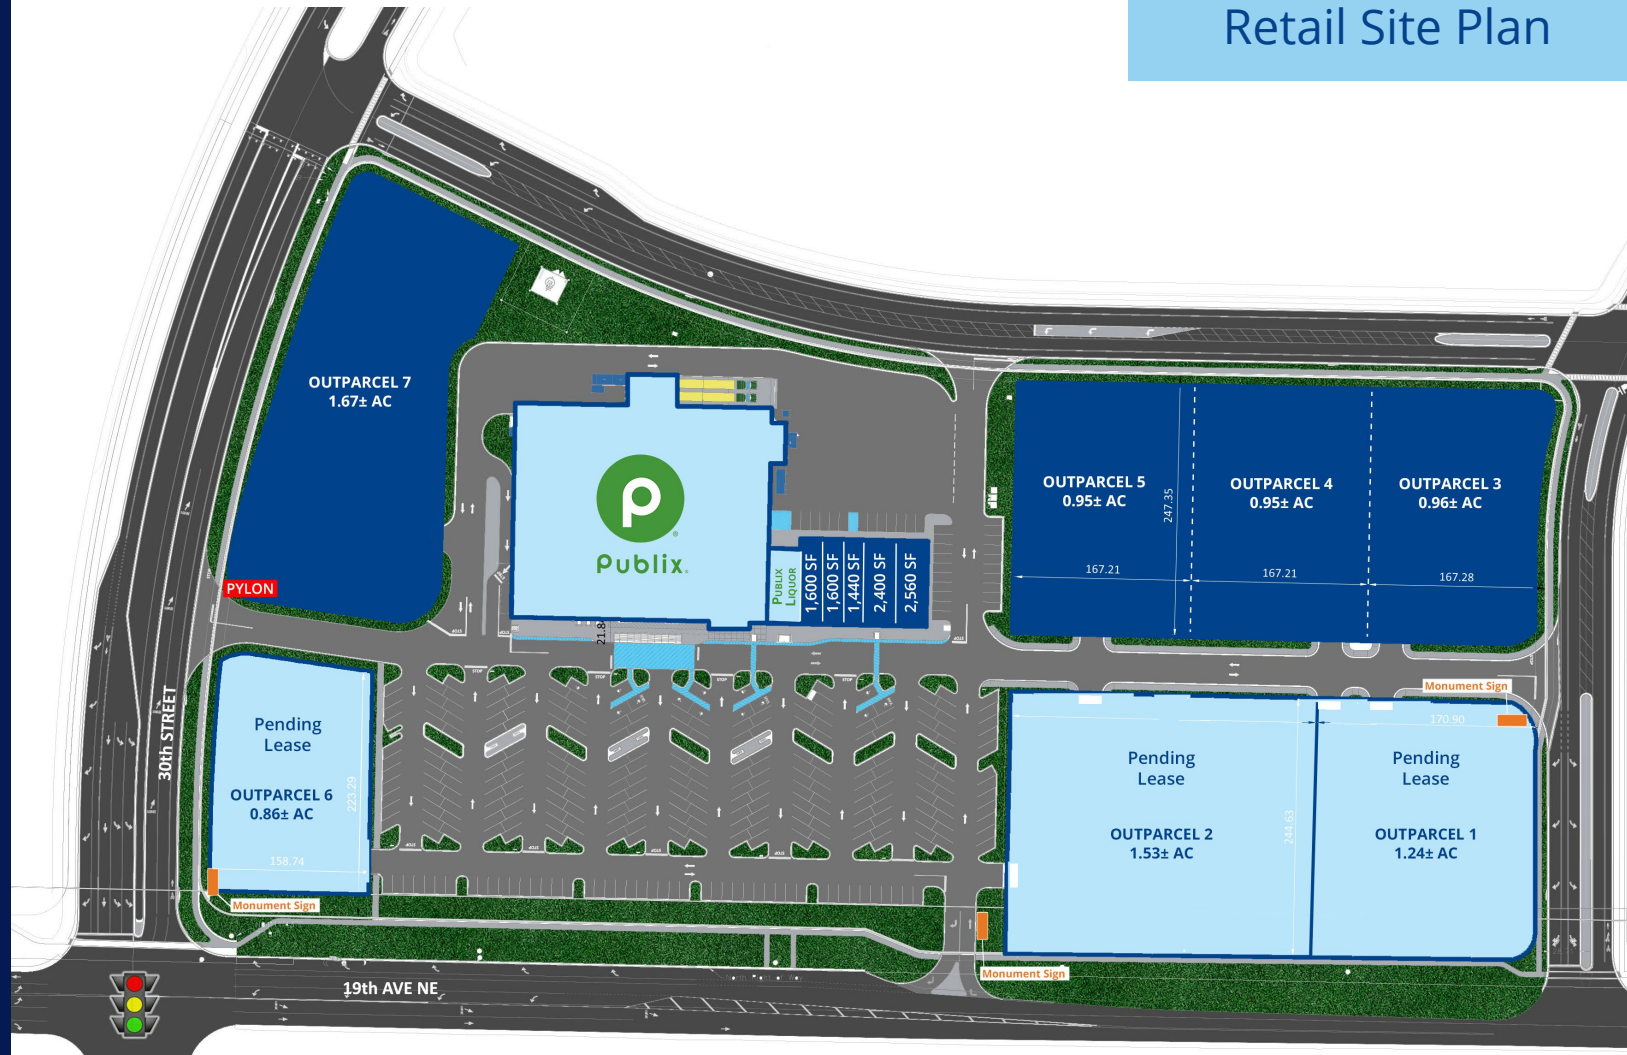 Retail Site Plan
OUTPARCEL 7
1.67± AC
PYLON
30th STREET
Publix
PUBLIX
LIQUOR
1,600 SF
1,600 SF
1,440 SF
2,400 SF
2,560 SF
OUTPARCEL 5
0.95± AC
247.35
167.21
OUTPARCEL 4
0.95± AC
167.21
OUTPARCEL 3
0.96± AC
167.28
Pending
Lease
OUTPARCEL 6
0.86± AC
223.29
158.74
Monument Sign
STOP
STOP
STOP
STOP
Pending
Lease
OUTPARCEL 2
1.53± AC
244.63
Monument Sign
170.90
Pending
Lease
OUTPARCEL 1
1.24± AC
Monument Sign
19th AVE NE